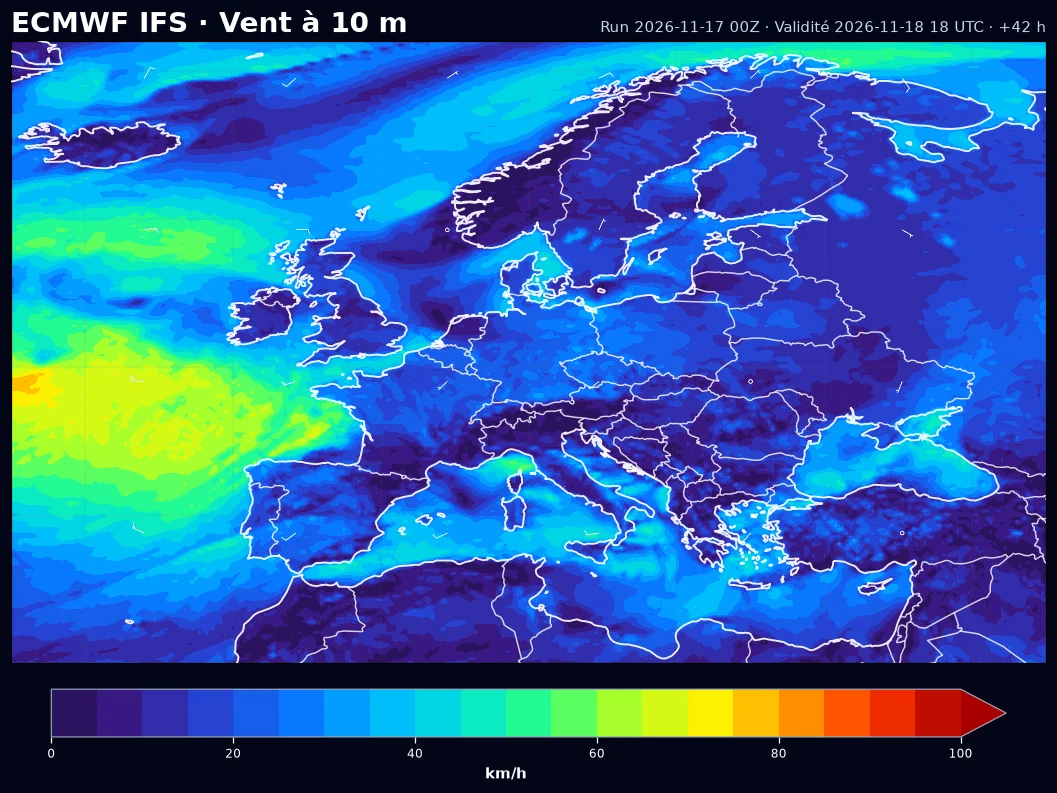 ECMWF IFS · Vent à 10 m
Run 2026-11-17 00Z · Validité 2026-11-18 18 UTC · +42 h
0 20 40 60 80 100
km/h